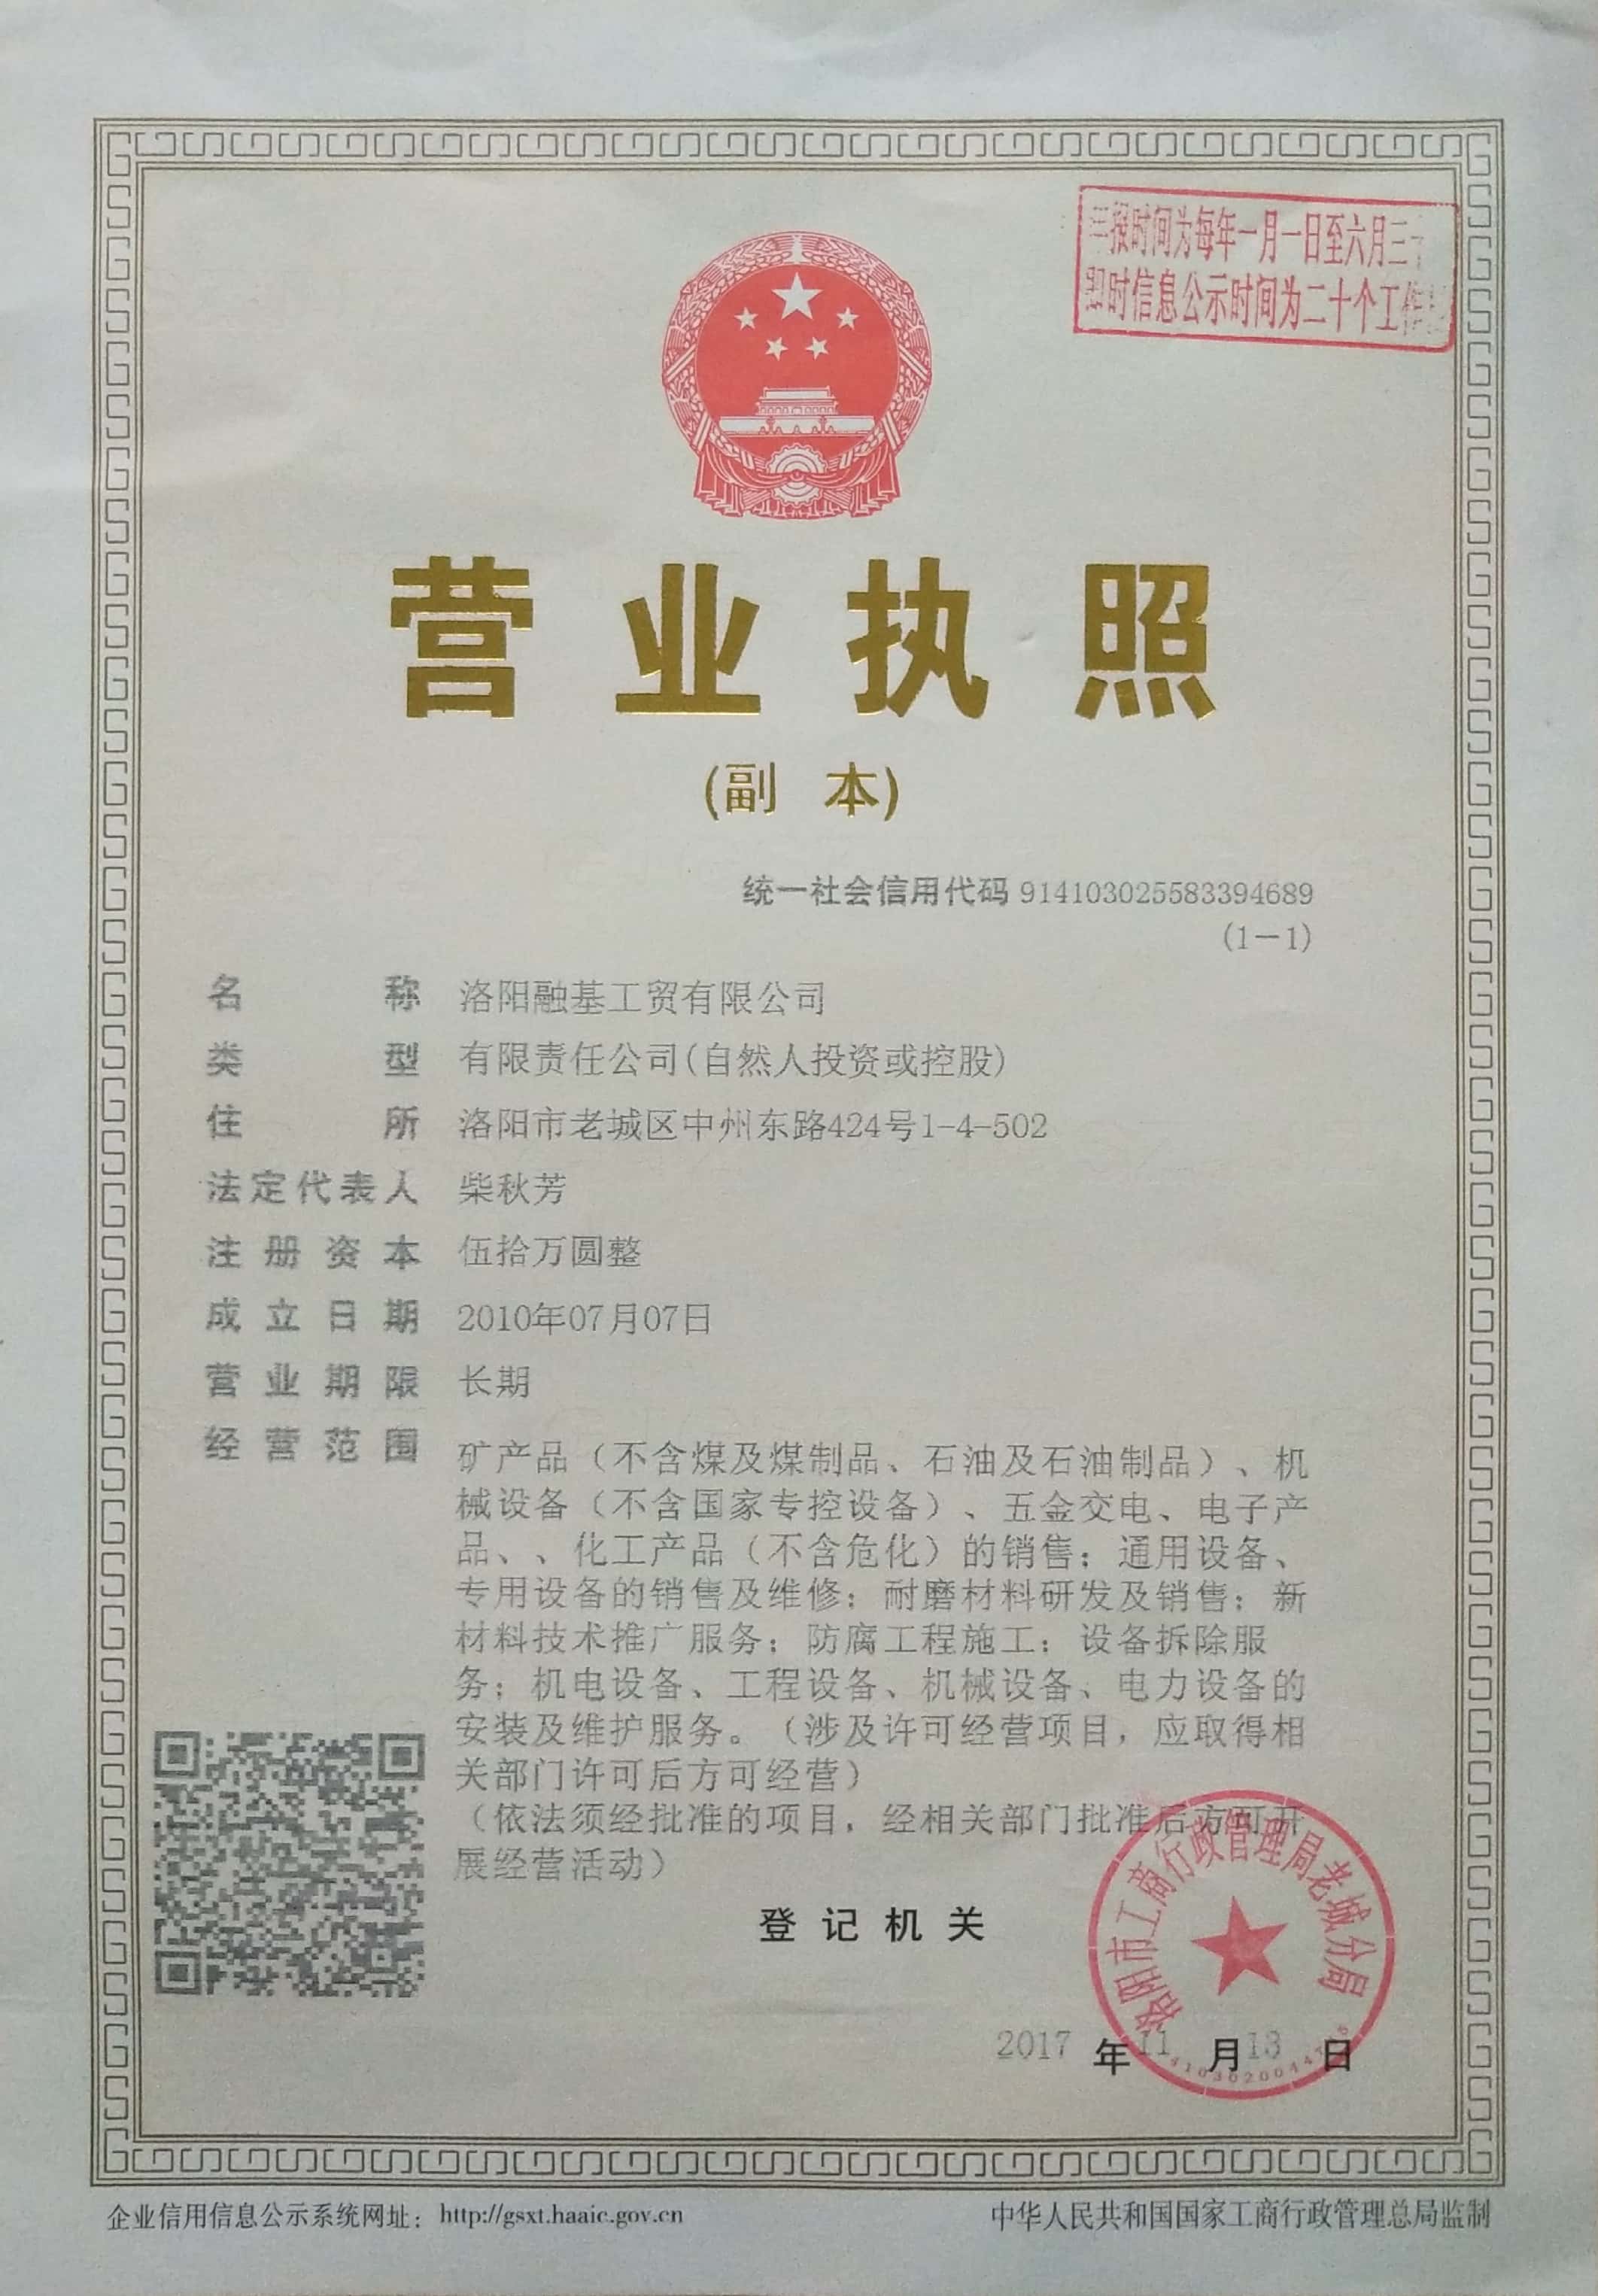 年报时间为每年一月一日至六月三十
即时信息公示时间为二十个工作
营业执照
(副 本)
统一社会信用代码 914103025583394689
(1-1)
名 称 洛阳融基工贸有限公司
类 型 有限责任公司(自然人投资或控股)
住 所 洛阳市老城区中州东路424号1-4-502
法定代表人 柴秋芳
注册资本 伍拾万圆整
成立日期 2010年07月07日
营业期限 长期
经营范围 矿产品（不含煤及煤制品、石油及石油制品）、机
械设备（不含国家专控设备）、五金交电、电子产
品、、化工产品（不含危化）的销售；通用设备、
专用设备的销售及维修；耐磨材料研发及销售；新
材料技术推广服务；防腐工程施工；设备拆除服
务；机电设备、工程设备、机械设备、电力设备的
安装及维护服务。（涉及许可经营项目，应取得相
关部门许可后方可经营）
（依法须经批准的项目，经相关部门批准后方可开
展经营活动）
登记机关
洛阳市工商行政管理局老城分局
2017 年 11 月 13 日
企业信用信息公示系统网址： http://gsxt.haaic.gov.cn
中华人民共和国国家工商行政管理总局监制